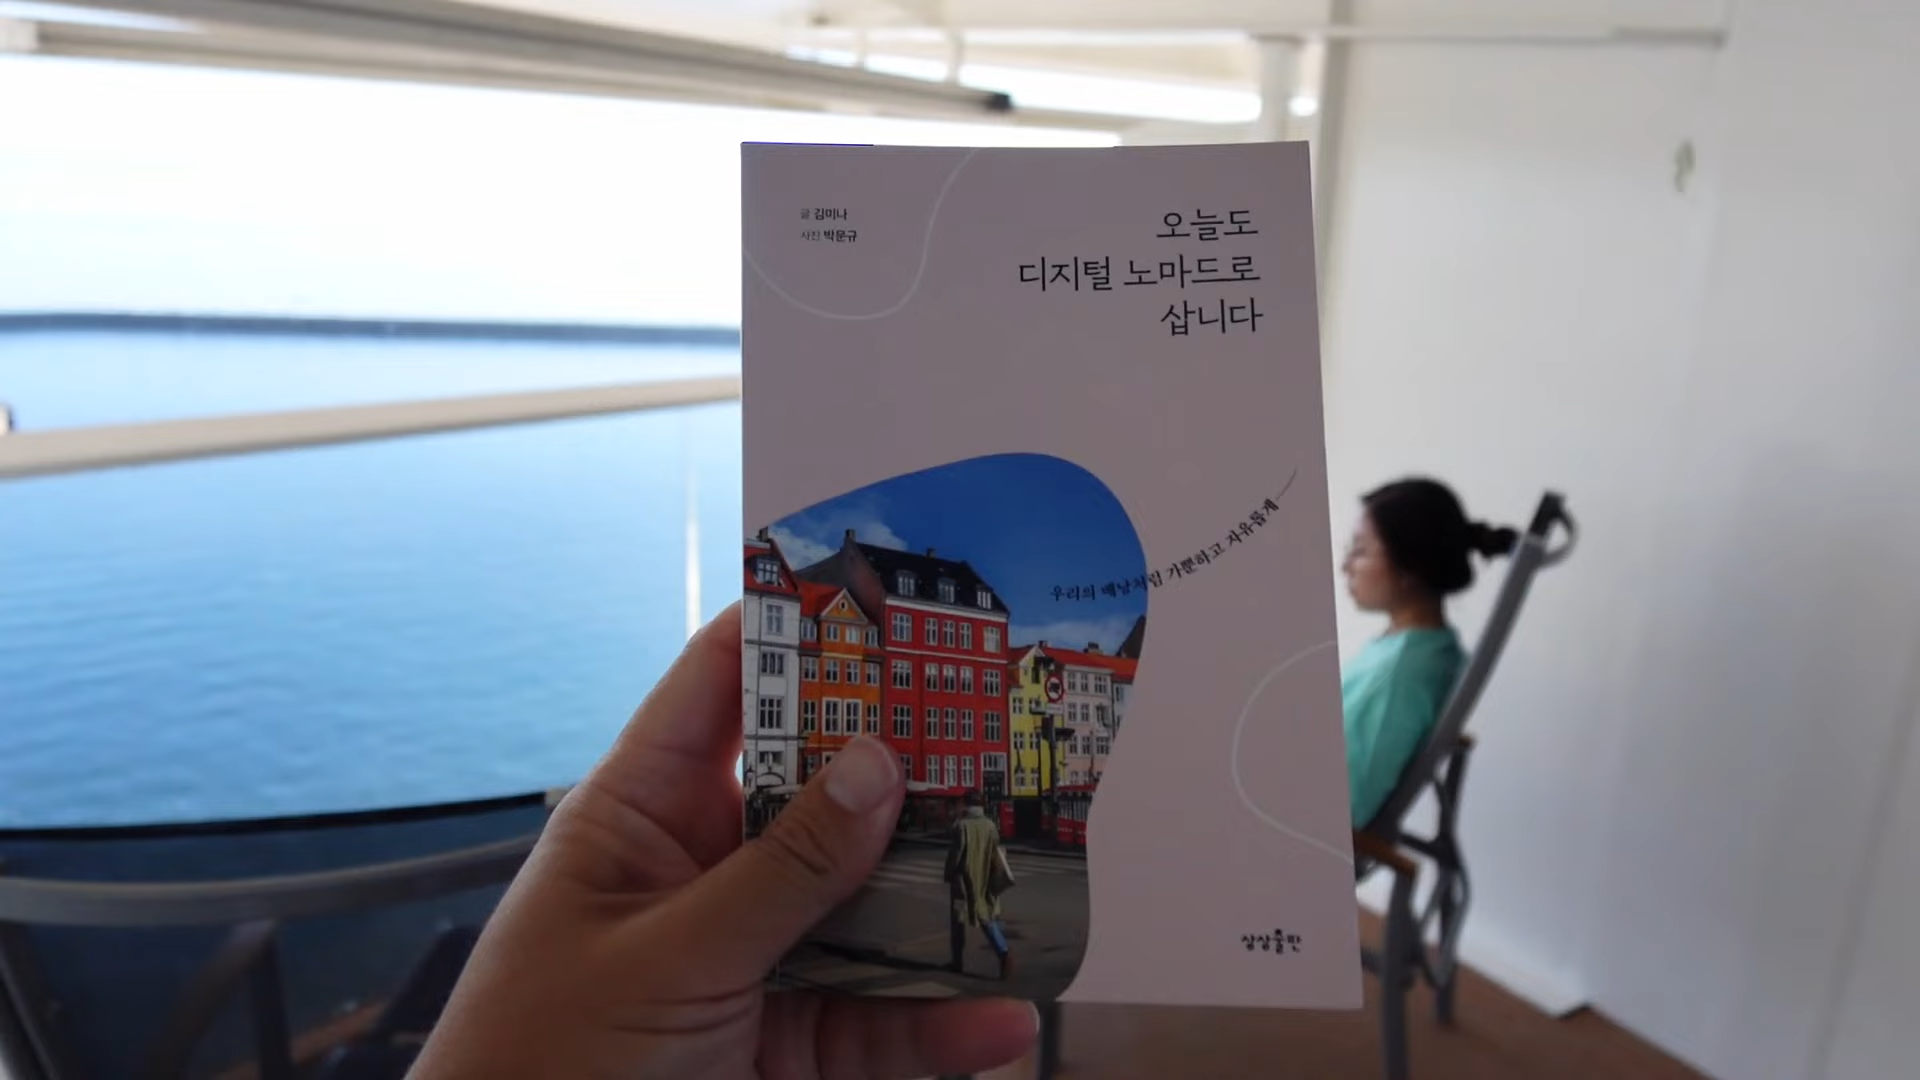 글 김미나
사진 박문규
오늘도
디지털 노마드로
삽니다
우리의 매일처럼 가뿐하고 자유롭게
상상출판